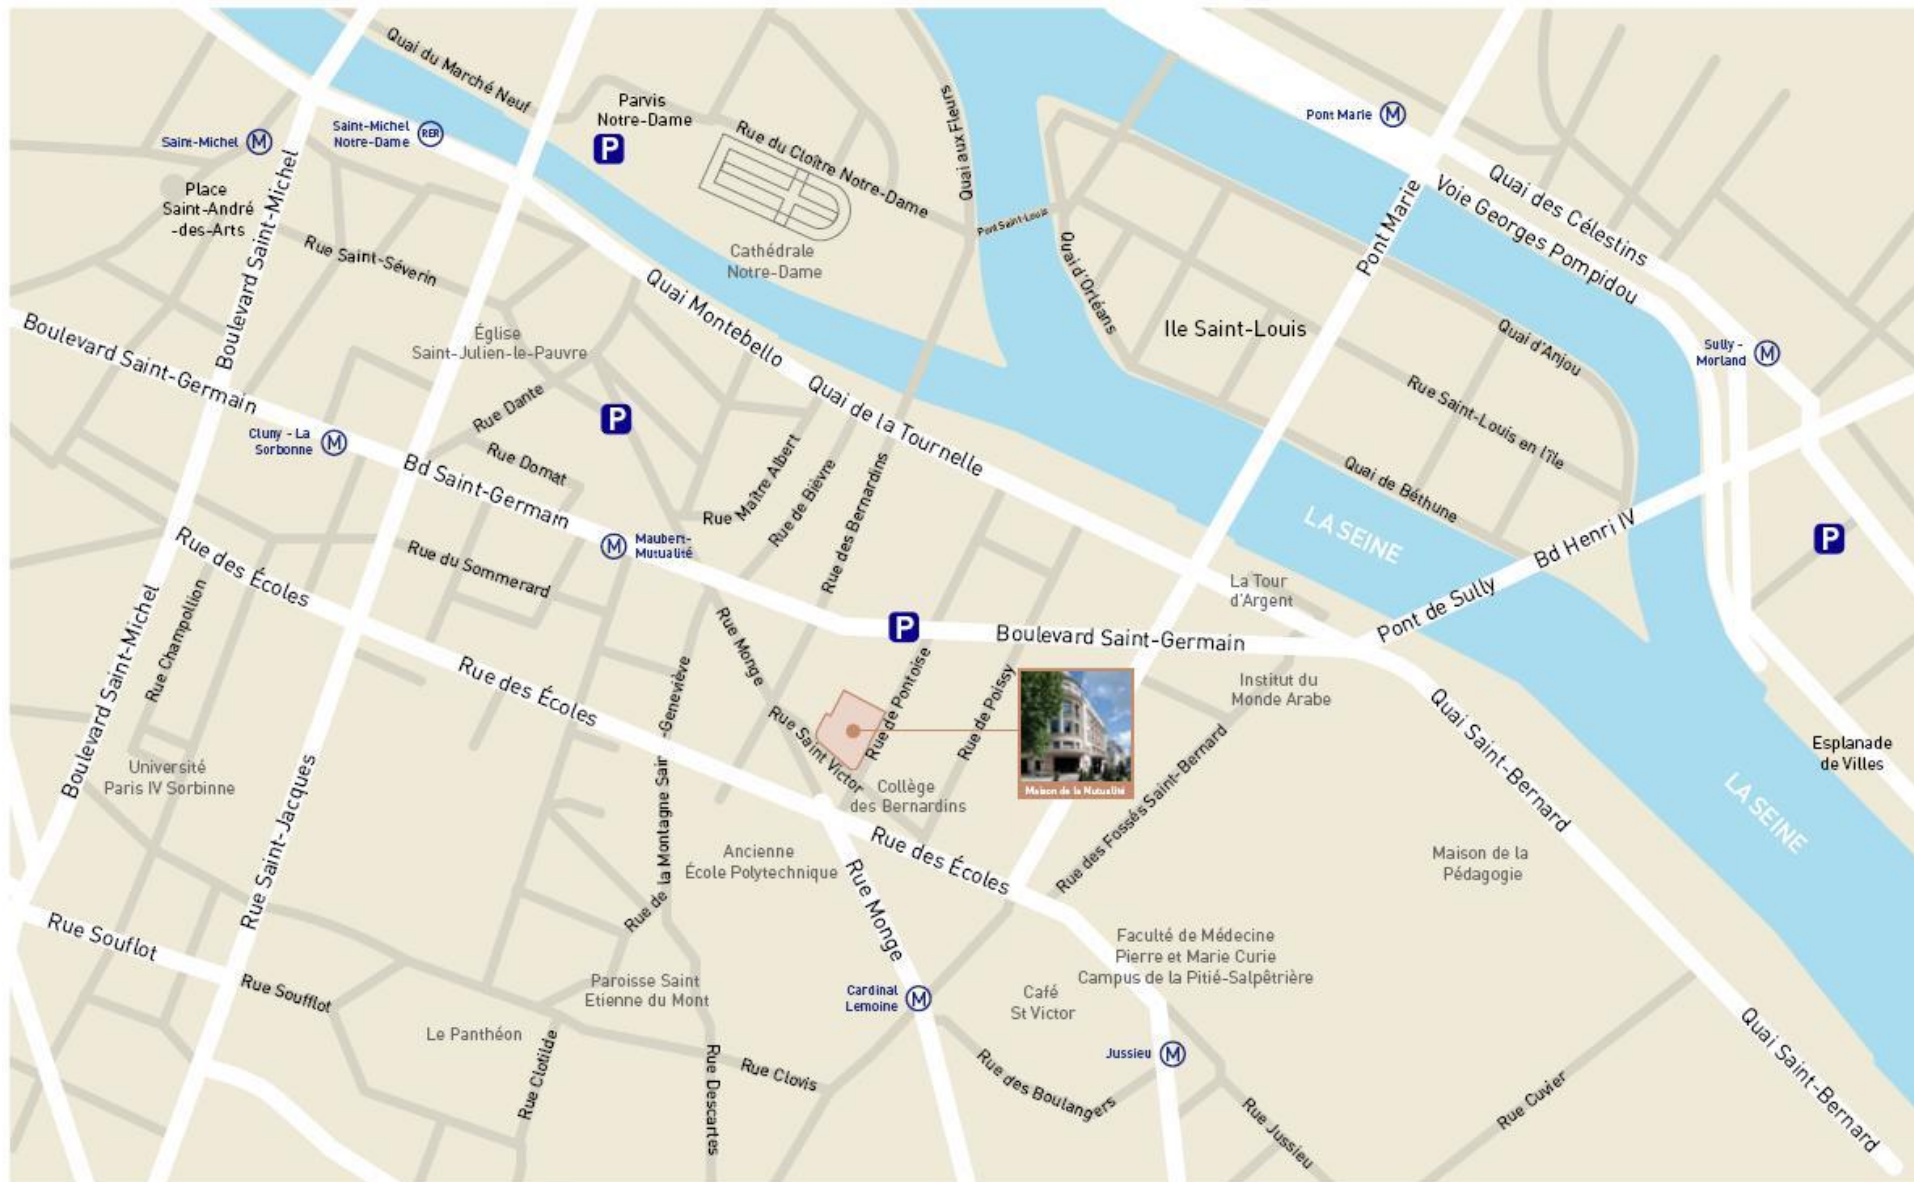 Quai du Marché Neuf
Parvis
Notre-Dame
P
Rue du Cloître Notre-Dame
Quai aux Fleurs
Pont Marie M
Saint-Michel M
Saint-Michel
Notre-Dame RER
Place
Saint-André
-des-Arts
Boulevard Saint-Michel
Rue Saint-Séverin
Cathédrale
Notre-Dame
Pont Saint-Louis
Quai d'Orléans
Pont Marie
Quai des Célestins
Voie Georges Pompidou
Quai Montebello
Ile Saint-Louis
Quai d'Anjou
Sully -
Morland M
Boulevard Saint-Germain
Église
Saint-Julien-le-Pauvre
Rue Dante
P
Quai de la Tournelle
Rue Saint-Louis en l'île
Cluny - La
Sorbonne M
Bd Saint-Germain
Rue Domat
Rue Maître Albert
Rue de Bièvre
Rue des Bernardins
Quai de Béthune
LA SEINE
Bd Henri IV
P
Rue des Écoles
Rue du Sommerard
M Maubert-
Mutualité
La Tour
d'Argent
Pont de Sully
Boulevard Saint-Michel
Rue Champollion
Rue Monge
P
Boulevard Saint-Germain
Rue des Écoles
Rue de la Montagne Sain -Geneviève
Rue Saint Victor
Rue de Pontoise
Rue de Poissy
Maison de la Nutualité
Institut du
Monde Arabe
Rue des Fossés Saint-Bernard
Quai Saint-Bernard
Esplanade
de Villes
LA SEINE
Université
Paris IV Sorbinne
Rue Saint-Jacques
Collège
des Bernardins
Ancienne
École Polytechnique
Rue des Écoles
Rue Monge
Maison de la
Pédagogie
Rue Souflot
Rue Soufflot
Faculté de Médecine
Pierre et Marie Curie
Campus de la Pitié-Salpêtrière
Paroisse Saint
Etienne du Mont
Cardinal
Lemoine M
Café
St Victor
Le Panthéon
Rue Clotilde
Rue Descartes
Rue Clovis
Rue des Boulangers
Jussieu M
Rue Jussieu
Rue Cuvier
Quai Saint-Bernard